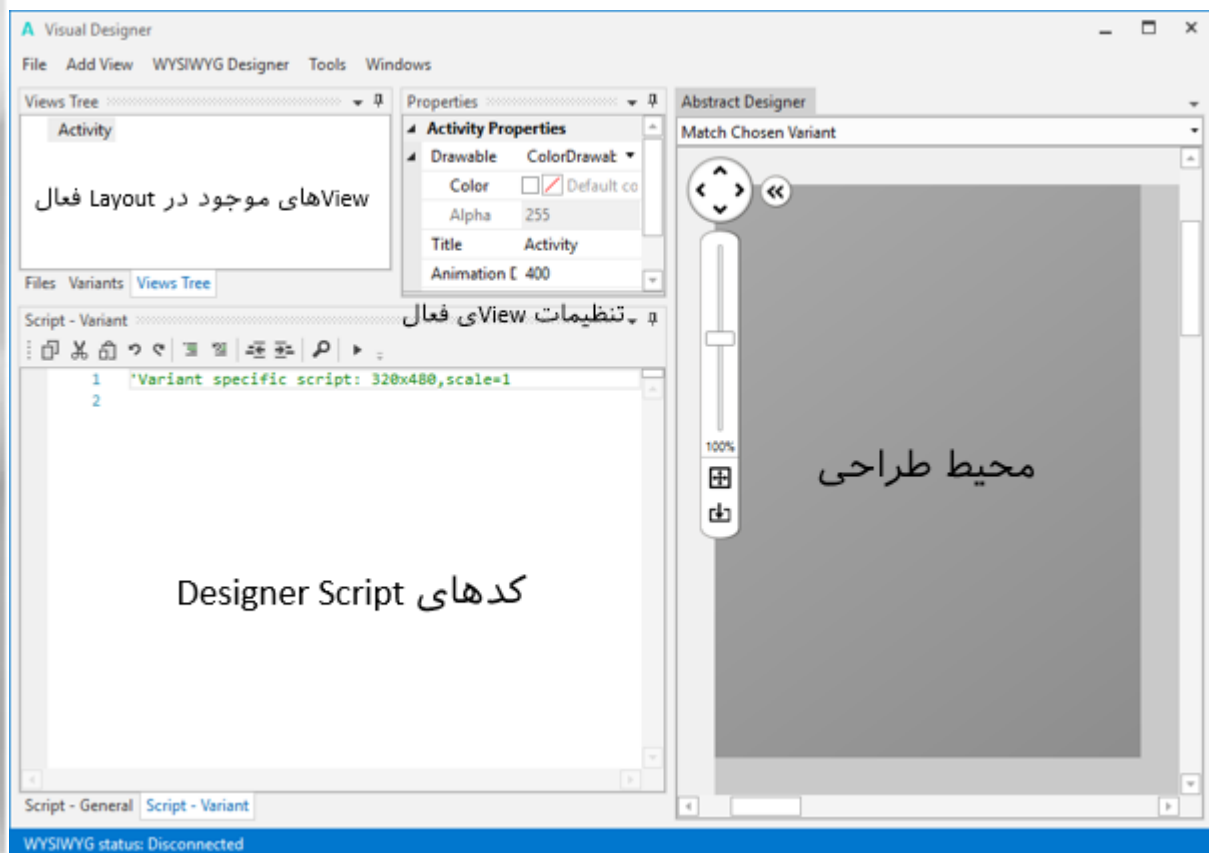 Visual Designer
File Add View WYSIWYG Designer Tools Windows
Views Tree
Activity
Viewهای موجود در Layout فعال
Files Variants Views Tree
Properties
Activity Properties
Drawable ColorDrawab
Color Default co
Alpha 255
Title Activity
Animation D 400
تنظیمات Viewی فعال
Script - Variant
1 'Variant specific script: 320x480,scale=1
2
کدهای Designer Script
Script - General Script - Variant
Abstract Designer
Match Chosen Variant
100%
محیط طراحی
WYSIWYG status: Disconnected